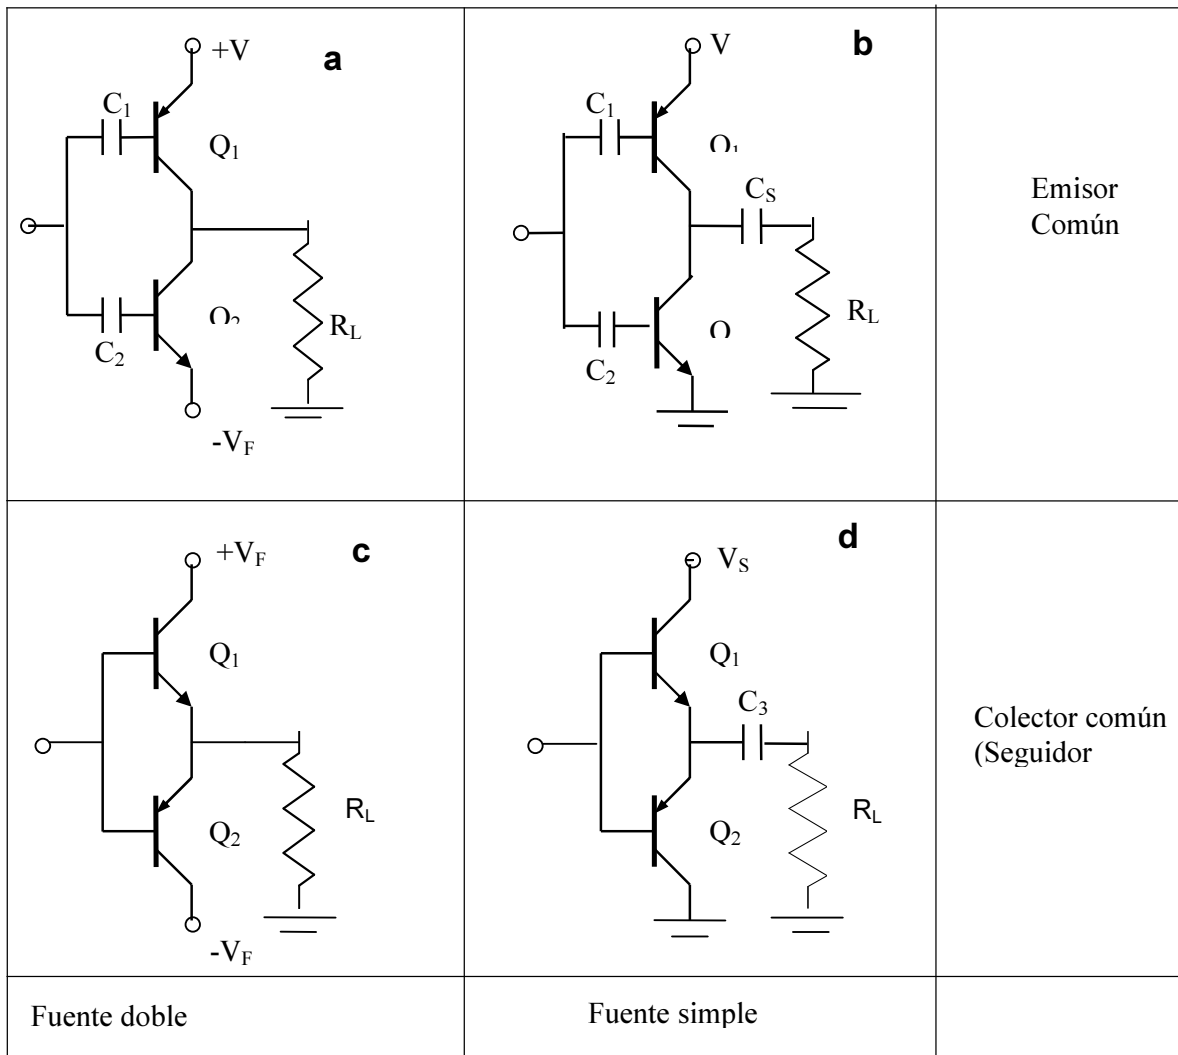 +V
a
C1
Q1
Q2
C2
RL
-VF
V
b
C1
Q1
CS
Q
C2
RL
Emisor
Común
+VF
c
Q1
Q2
RL
-VF
VS
d
Q1
C3
Q2
RL
Colector común
(Seguidor
Fuente doble
Fuente simple